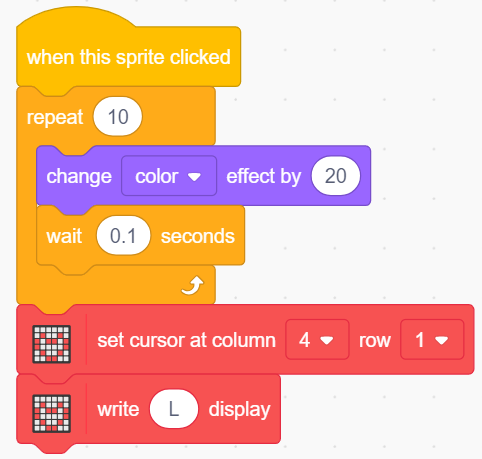 when this sprite clicked
repeat 10
change color effect by 20
wait 0.1 seconds
set cursor at column 4 row 1
write L display